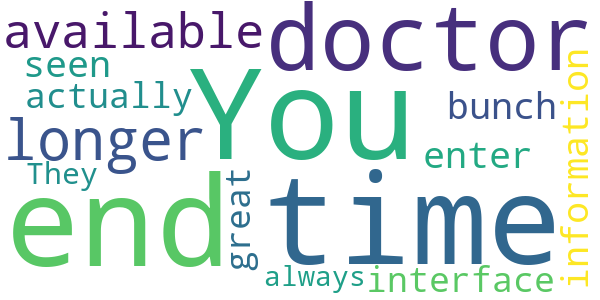 available
doctor
You
seen
actually
longer
bunch
enter
They
information
end
time
great
always
interface